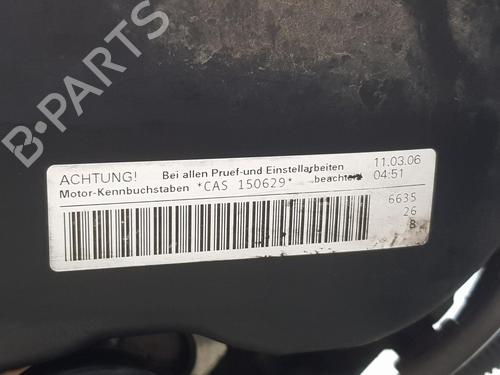 B-PARTS
ACHTUNG! Bei allen Pruef-und Einstellarbeiten 11.03.06
Motor-Kennbuchstaben *CAS 150629* beachten 04:51
6635
26
8